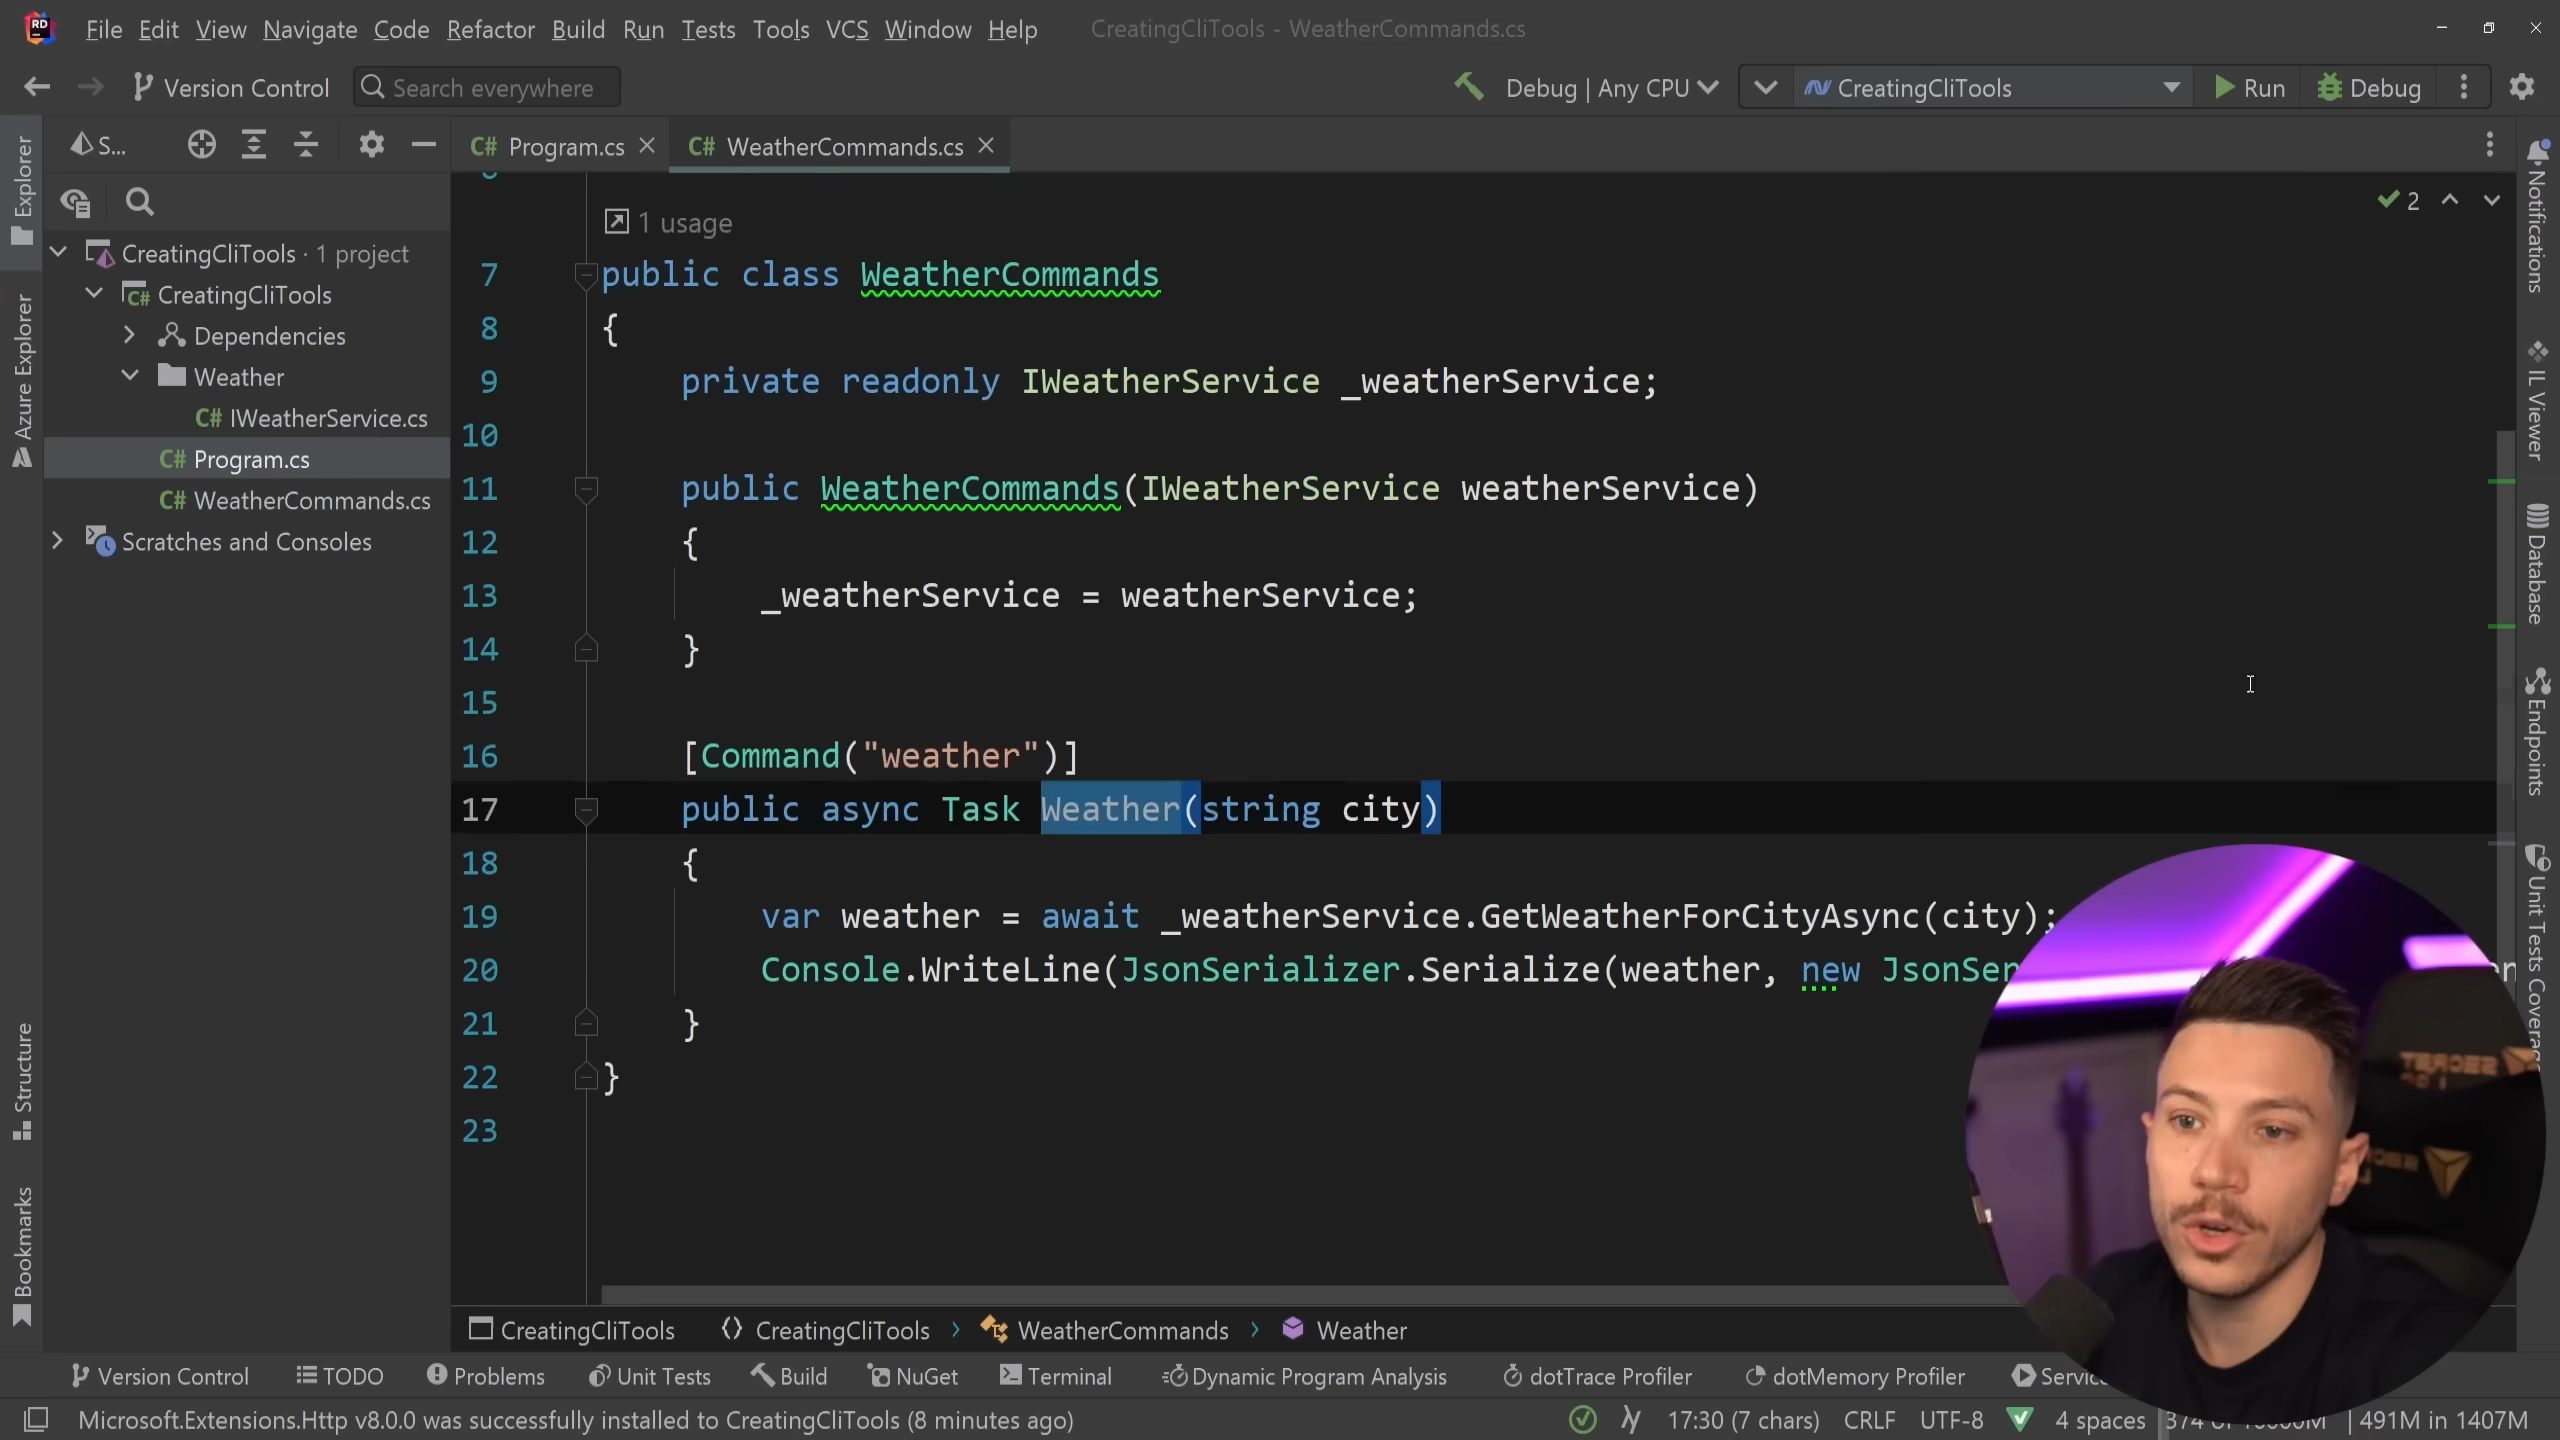 File Edit View Navigate Code Refactor Build Run Tests Tools VCS Window Help CreatingCliTools - WeatherCommands.cs
Version Control Search everywhere Debug | Any CPU CreatingCliTools Run Debug
S... Program.cs WeatherCommands.cs
Explorer
Azure Explorer
Structure
Bookmarks
CreatingCliTools · 1 project
CreatingCliTools
Dependencies
Weather
C# IWeatherService.cs
C# Program.cs
C# WeatherCommands.cs
Scratches and Consoles
2
1 usage
7 public class WeatherCommands
8 {
9 private readonly IWeatherService _weatherService;
10
11 public WeatherCommands(IWeatherService weatherService)
12 {
13 _weatherService = weatherService;
14 }
15
16 [Command("weather")]
17 public async Task Weather(string city)
18 {
19 var weather = await _weatherService.GetWeatherForCityAsync(city);
20 Console.WriteLine(JsonSerializer.Serialize(weather, new JsonSer
21 }
22 }
23
Notifications
IL Viewer
Database
Endpoints
Unit Tests Coverage
CreatingCliTools CreatingCliTools WeatherCommands Weather
Version Control TODO Problems Unit Tests Build NuGet Terminal Dynamic Program Analysis dotTrace Profiler dotMemory Profiler Servic
Microsoft.Extensions.Http v8.0.0 was successfully installed to CreatingCliTools (8 minutes ago) 17:30 (7 chars) CRLF UTF-8 4 spaces 491M in 1407M